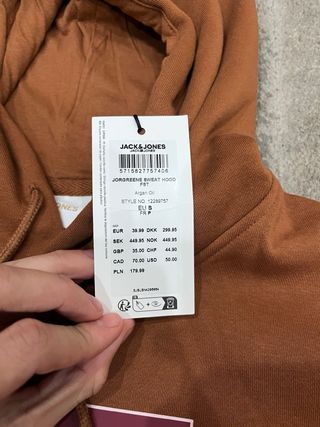 JACK&JONES
JACK & JONES
5715827757406
JORGREENE SWEAT HOOD
FST
Argan Oil
STYLE NO: 12289757
EU S
FR P
EUR 39.99 DKK 299.95
SEK 449.95 NOK 449.95
GBP 35.00 CHF 44.90
CAD 70.00 USD 50.00
PLN 179.99
JONES